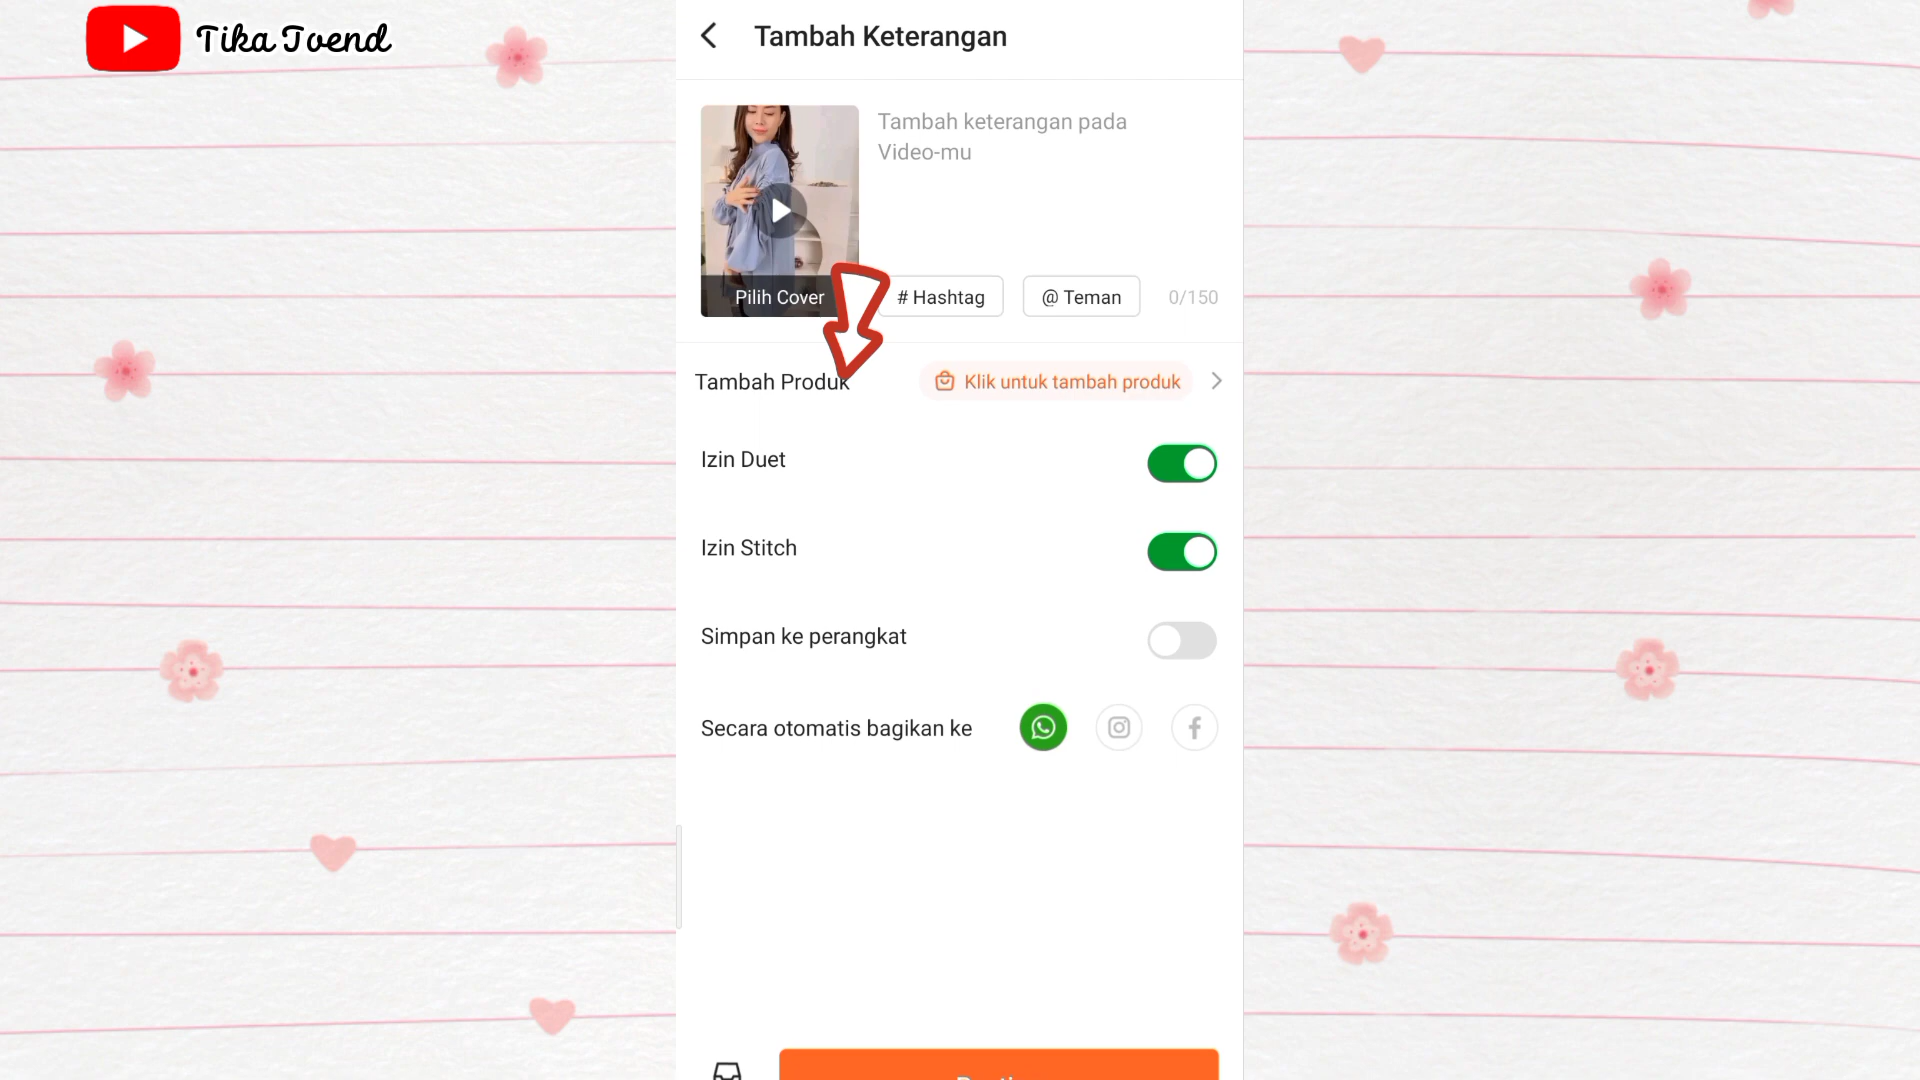 Tika Tvend
Tambah Keterangan
Tambah keterangan pada
Video-mu
Pilih Cover
# Hashtag
@ Teman
0/150
Tambah Produk
Klik untuk tambah produk
Izin Duet
Izin Stitch
Simpan ke perangkat
Secara otomatis bagikan ke